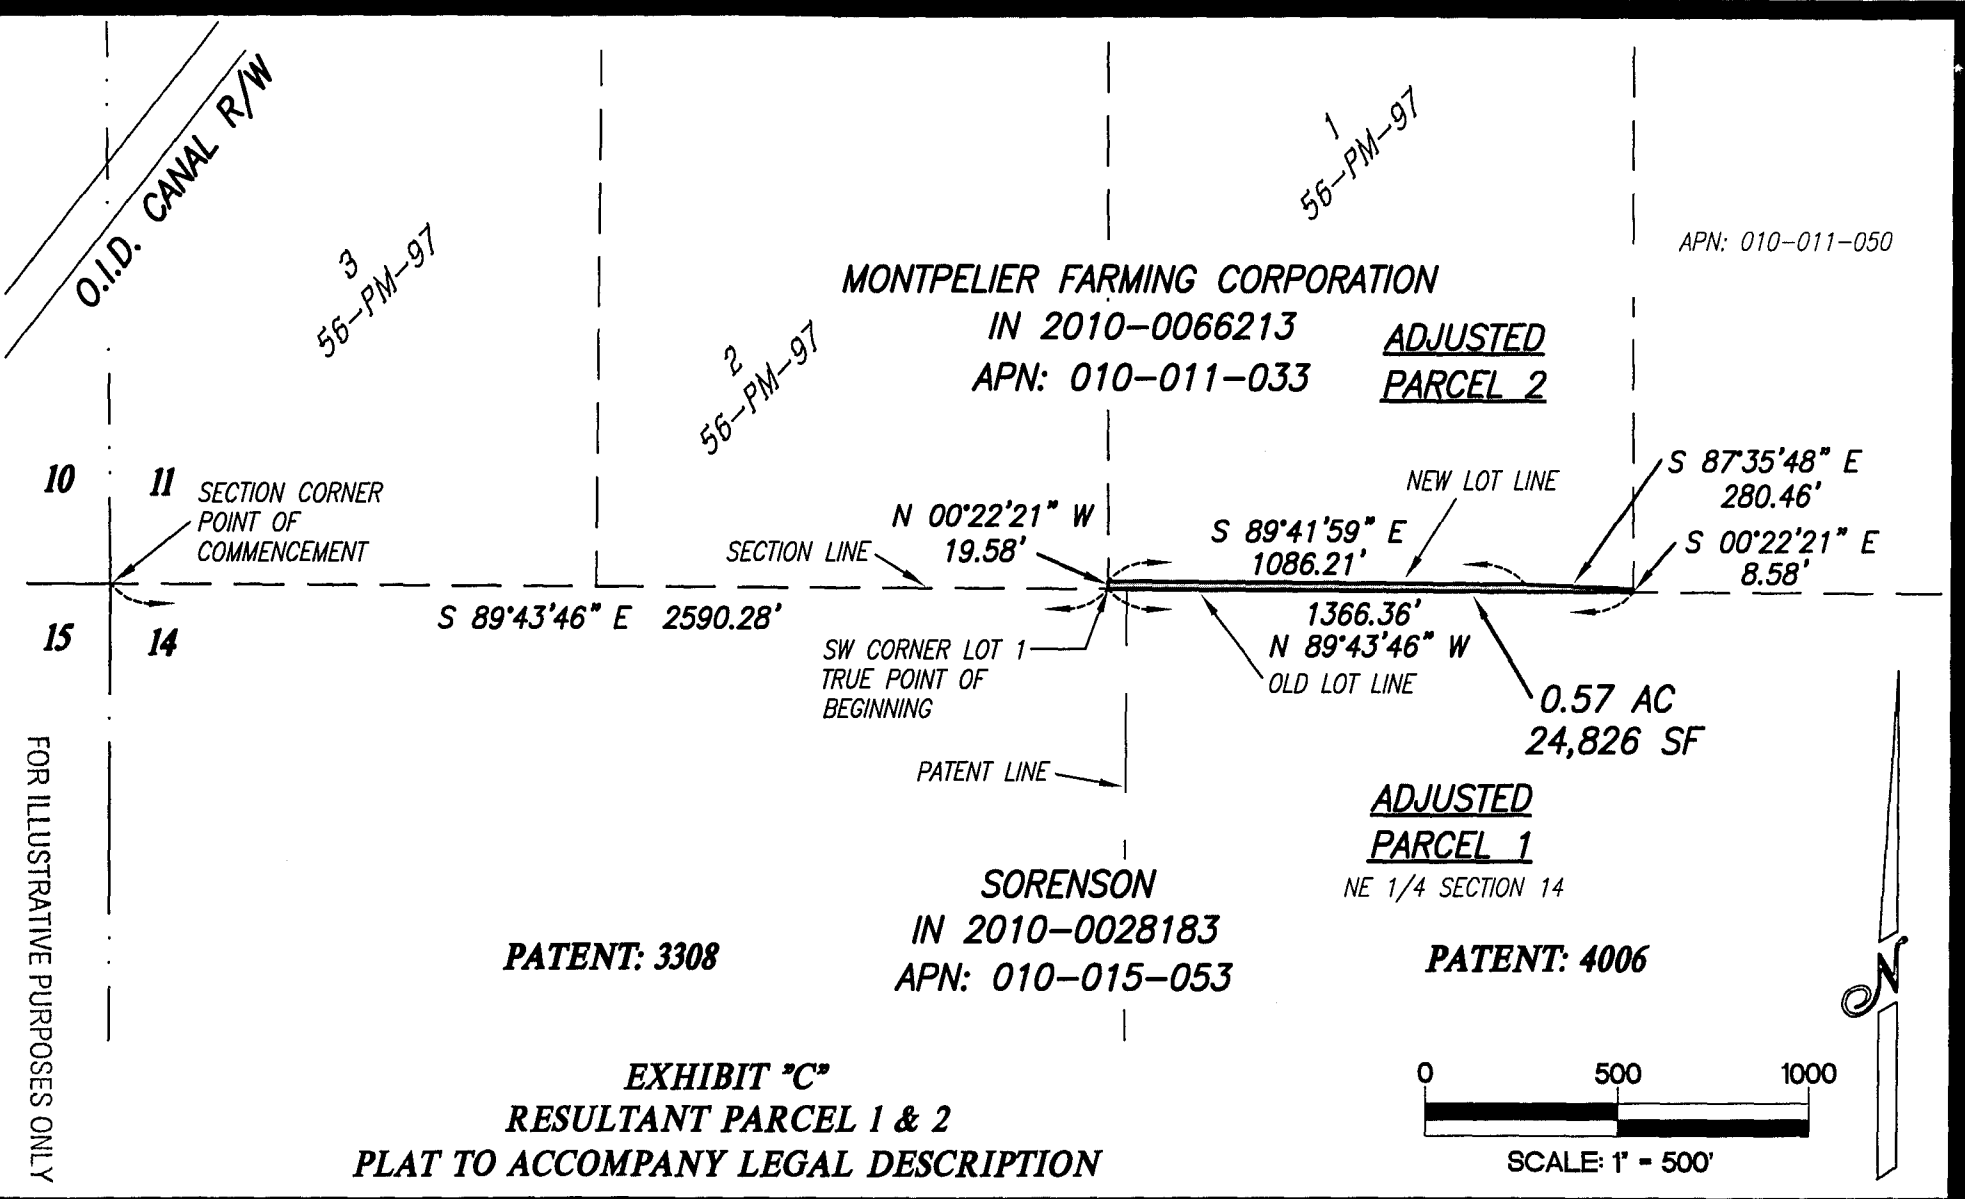 O.I.D. CANAL R/W
3
56-PM-97
2
56-PM-97
1
56-PM-97
APN: 010-011-050
MONTPELIER FARMING CORPORATION
IN 2010-0066213
APN: 010-011-033
ADJUSTED
PARCEL 2
10
11
SECTION CORNER
POINT OF
COMMENCEMENT
15
14
SECTION LINE
S 89°43'46" E 2590.28'
N 00°22'21" W
19.58'
S 89°41'59" E
1086.21'
NEW LOT LINE
S 87°35'48" E
280.46'
S 00°22'21" E
8.58'
1366.36'
N 89°43'46" W
OLD LOT LINE
SW CORNER LOT 1
TRUE POINT OF
BEGINNING
0.57 AC
24,826 SF
PATENT LINE
ADJUSTED
PARCEL 1
NE 1/4 SECTION 14
SORENSON
IN 2010-0028183
APN: 010-015-053
PATENT: 3308
PATENT: 4006
N
FOR ILLUSTRATIVE PURPOSES ONLY
EXHIBIT "C"
RESULTANT PARCEL 1 & 2
PLAT TO ACCOMPANY LEGAL DESCRIPTION
0 500 1000
SCALE: 1" = 500'